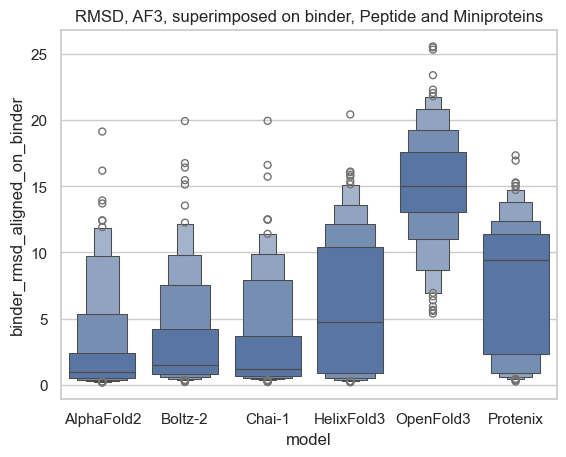 RMSD, AF3, superimposed on binder, Peptide and Miniproteins
binder_rmsd_aligned_on_binder
25
20
15
10
5
0
AlphaFold2 Boltz-2 Chai-1 HelixFold3 OpenFold3 Protenix
model